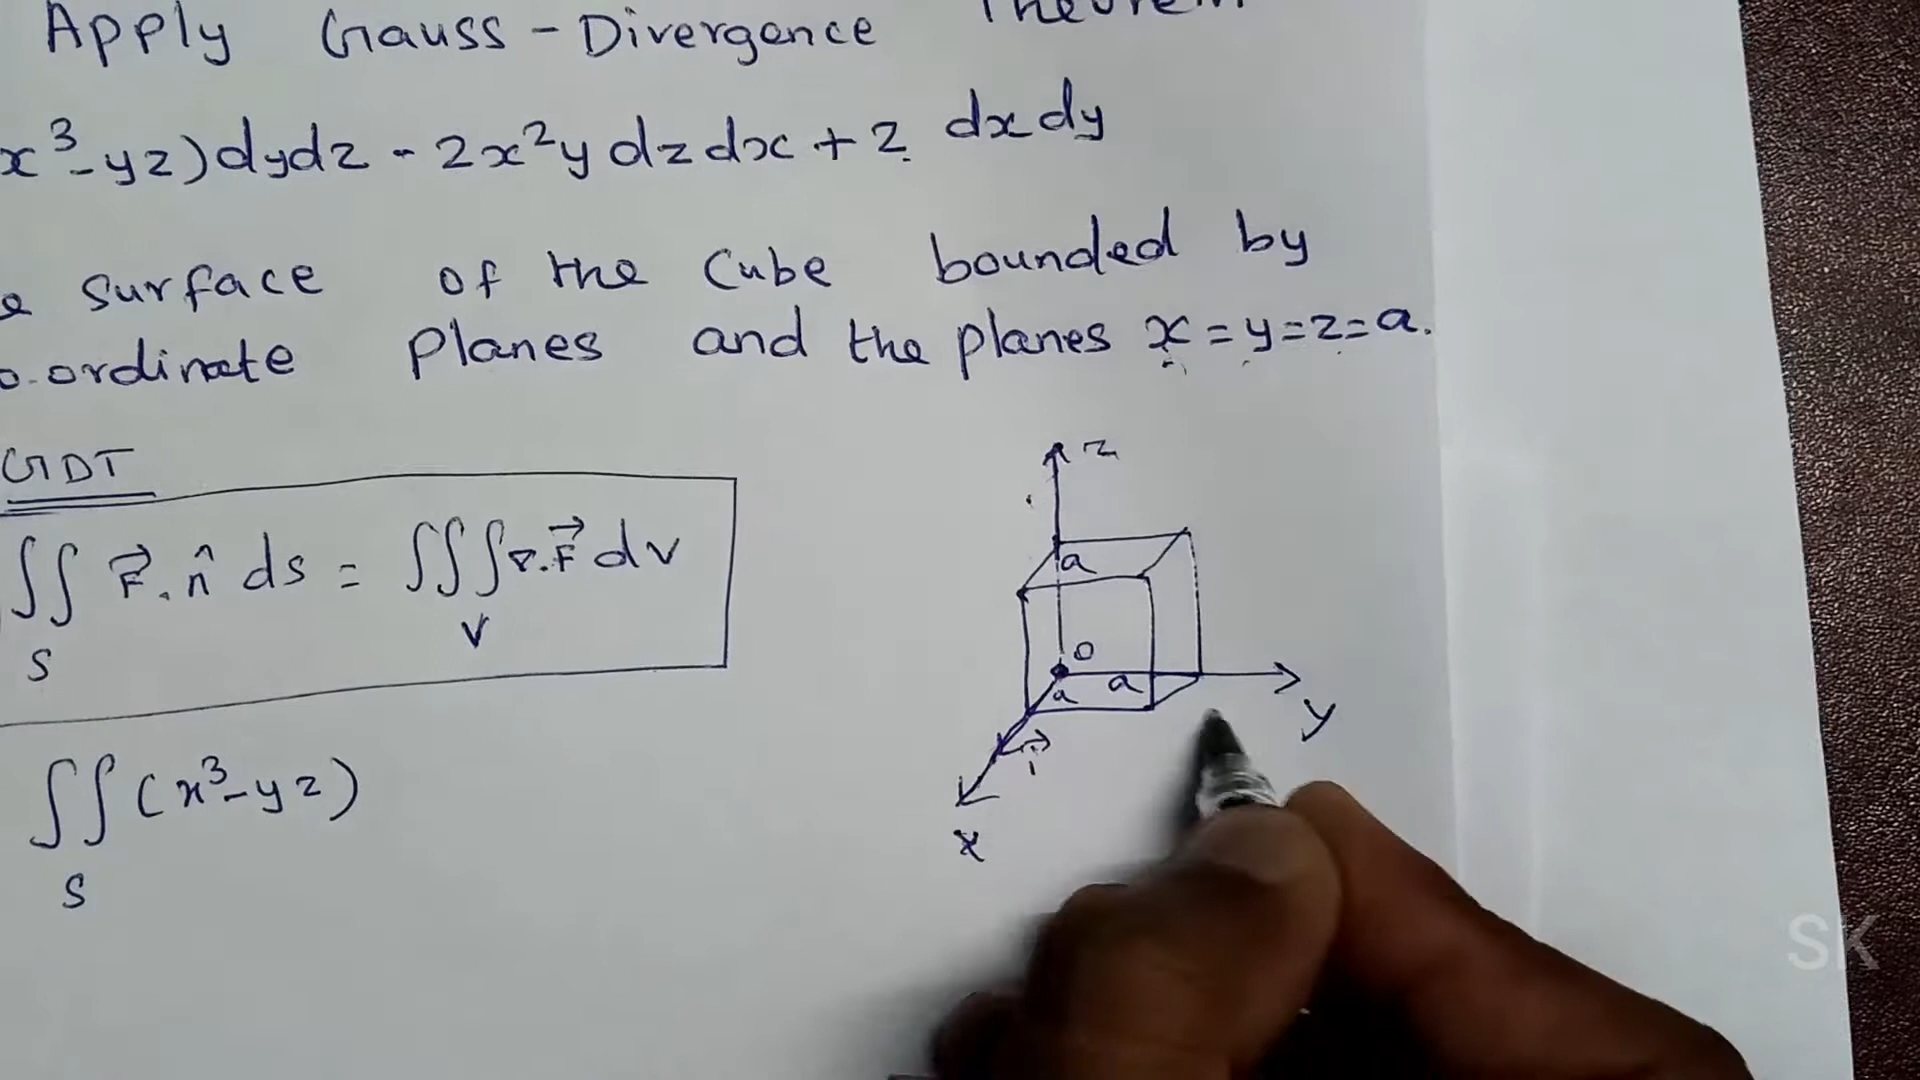 Apply Gauss-Divergence Theorem
x³-yz)dydz - 2x²y dzdx + z dxdy
e surface of the Cube bounded by
o-ordinate planes and the planes x=y=z=a.
GDT
∬ F⃗.n̂ ds = ∭∇.F⃗ dv
S V
∬ (x³-yz)
S
z
a
o
a a
y
i⃗
x
SK